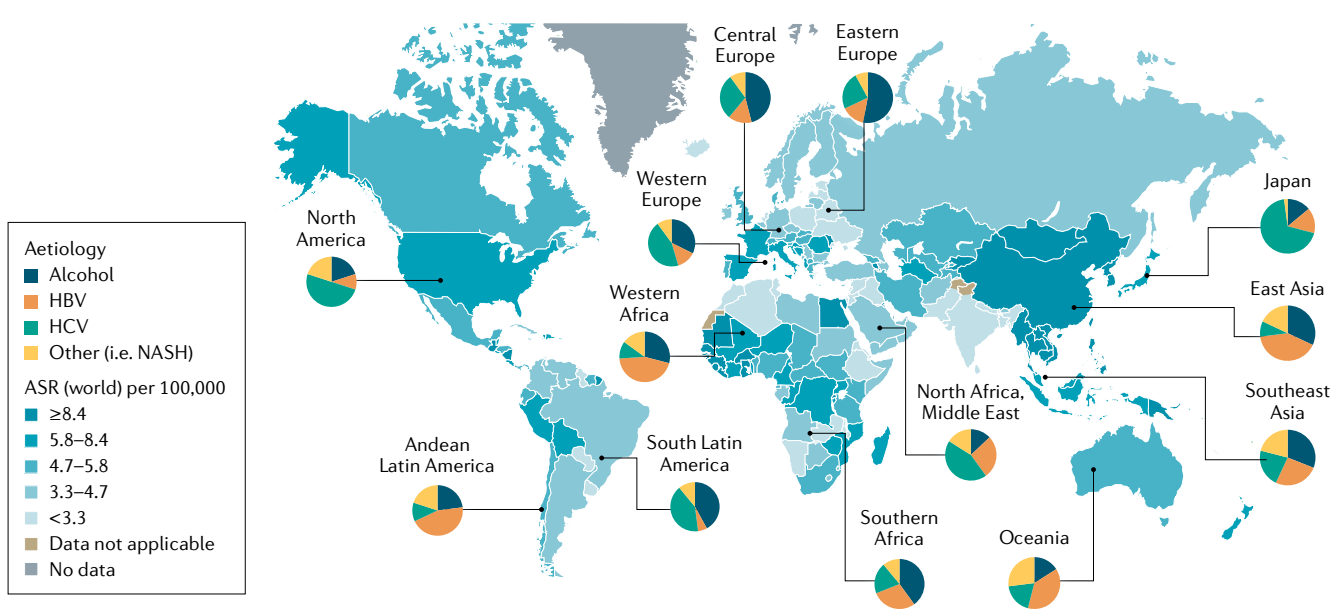 Central
Europe
Eastern
Europe
Western
Europe
Japan
North
America
East Asia
Western
Africa
Southeast
Asia
North Africa,
Middle East
Andean
Latin America
South Latin
America
Southern
Africa
Oceania
Aetiology
Alcohol
HBV
HCV
Other (i.e. NASH)
ASR (world) per 100,000
≥8.4
5.8–8.4
4.7–5.8
3.3–4.7
<3.3
Data not applicable
No data